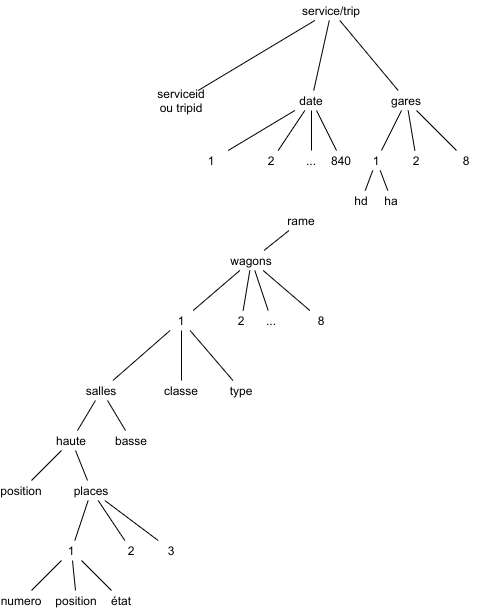 service/trip
serviceid
ou tripid
date
gares
1 2 ... 840 1 2 8
hd ha
rame
wagons
1 2 ... 8
salles classe type
haute basse
position places
1 2 3
numero position état